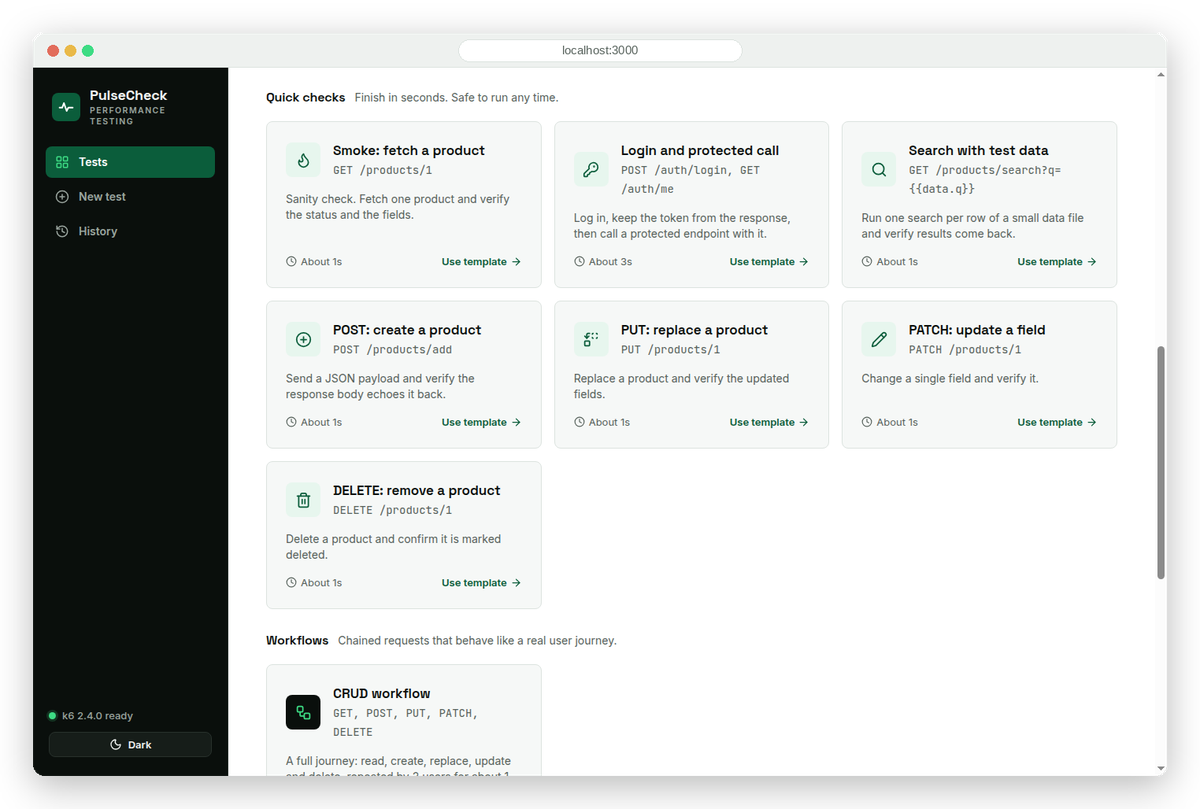 localhost:3000
PulseCheck
PERFORMANCE
TESTING
Tests
New test
History
k6 2.4.0 ready
Dark
Quick checks Finish in seconds. Safe to run any time.
Smoke: fetch a product
GET /products/1
Sanity check. Fetch one product and verify
the status and the fields.
About 1s Use template →
Login and protected call
POST /auth/login, GET
/auth/me
Log in, keep the token from the response,
then call a protected endpoint with it.
About 3s Use template →
Search with test data
GET /products/search?q=
{{data.q}}
Run one search per row of a small data file
and verify results come back.
About 1s Use template →
POST: create a product
POST /products/add
Send a JSON payload and verify the
response body echoes it back.
About 1s Use template →
PUT: replace a product
PUT /products/1
Replace a product and verify the updated
fields.
About 1s Use template →
PATCH: update a field
PATCH /products/1
Change a single field and verify it.
About 1s Use template →
DELETE: remove a product
DELETE /products/1
Delete a product and confirm it is marked
deleted.
About 1s Use template →
Workflows Chained requests that behave like a real user journey.
CRUD workflow
GET, POST, PUT, PATCH,
DELETE
A full journey: read, create, replace, update
and delete, repeated by 2 users for about 1